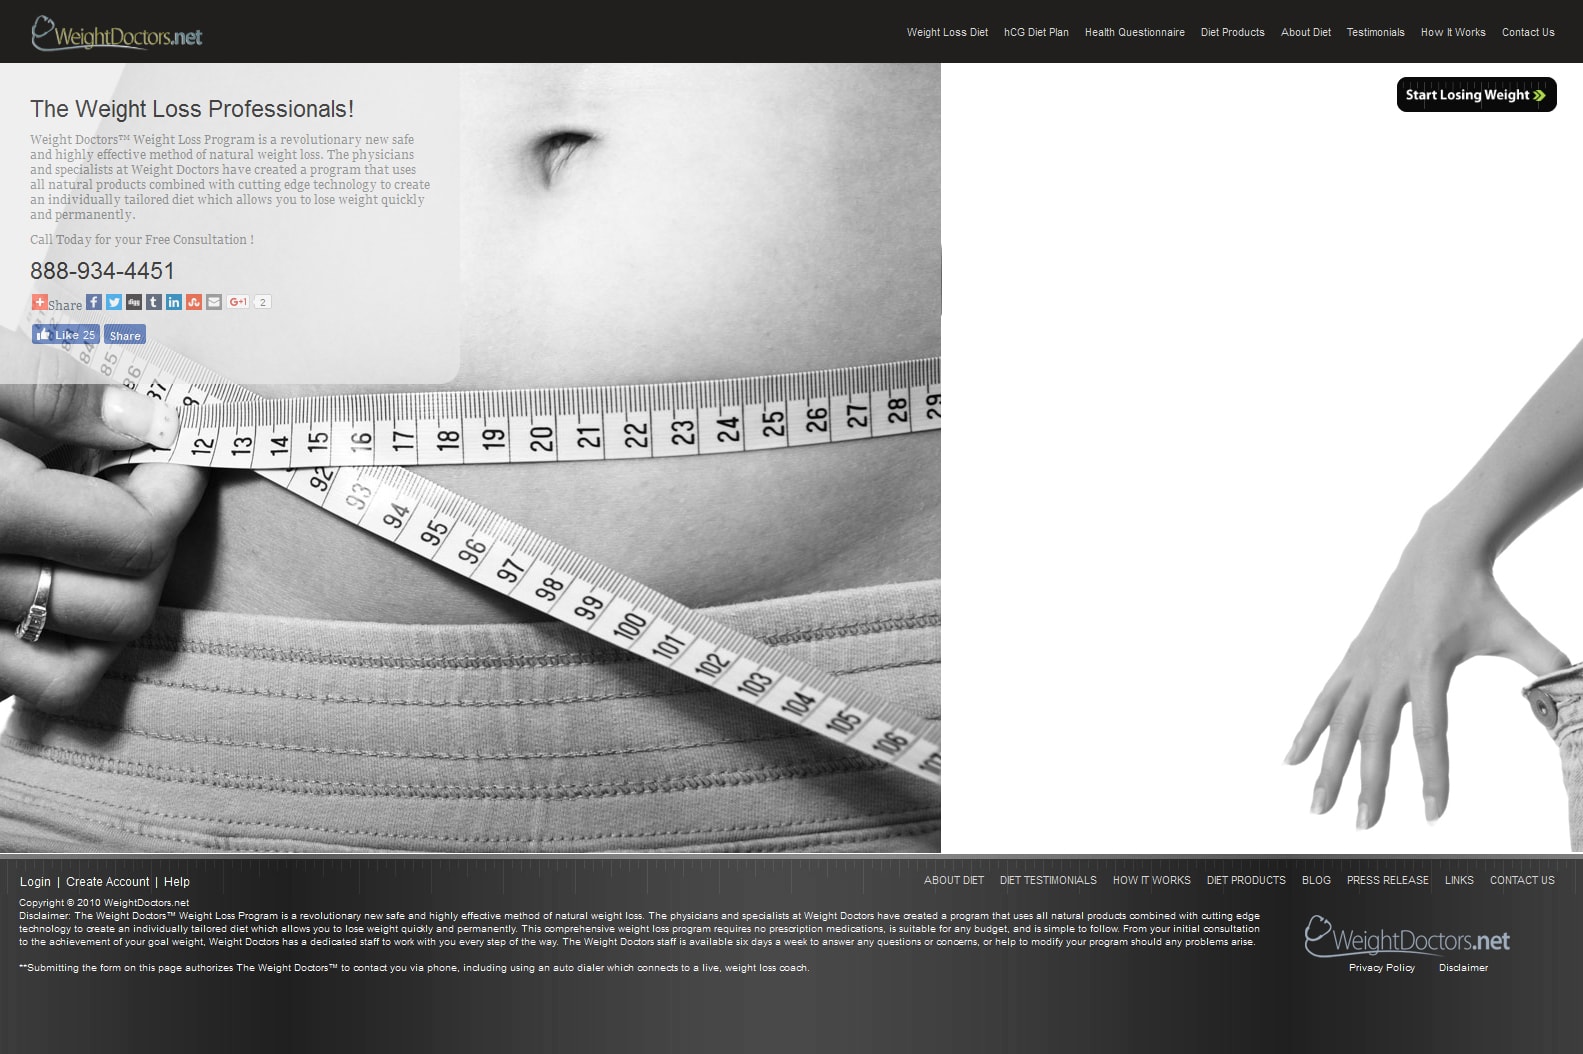 WeightDoctors.net
Weight Loss Diet hCG Diet Plan Health Questionnaire Diet Products About Diet Testimonials How It Works Contact Us
Start Losing Weight
The Weight Loss Professionals!
Weight Doctors™ Weight Loss Program is a revolutionary new safe
and highly effective method of natural weight loss. The physicians
and specialists at Weight Doctors have created a program that uses
all natural products combined with cutting edge technology to create
an individually tailored diet which allows you to lose weight quickly
and permanently.
Call Today for your Free Consultation !
888-934-4451
Share G+1 2
Like 25 Share
84 85 86 87
12 13 14 15 16 17 18 19 20 21 22 23 24 25 26 27 28 29
92 93 94 95 96 97 98 99 100 101 102 103 104 105 106 107
Login | Create Account | Help
ABOUT DIET DIET TESTIMONIALS HOW IT WORKS DIET PRODUCTS BLOG PRESS RELEASE LINKS CONTACT US
Copyright © 2010 WeightDoctors.net
Disclaimer: The Weight Doctors™ Weight Loss Program is a revolutionary new safe and highly effective method of natural weight loss. The physicians and specialists at Weight Doctors have created a program that uses all natural products combined with cutting edge
technology to create an individually tailored diet which allows you to lose weight quickly and permanently. This comprehensive weight loss program requires no prescription medications, is suitable for any budget, and is simple to follow. From your initial consultation
to the achievement of your goal weight, Weight Doctors has a dedicated staff to work with you every step of the way. The Weight Doctors staff is available six days a week to answer any questions or concerns, or help to modify your program should any problems arise.
**Submitting the form on this page authorizes The Weight Doctors™ to contact you via phone, including using an auto dialer which connects to a live, weight loss coach.
WeightDoctors.net
Privacy Policy Disclaimer